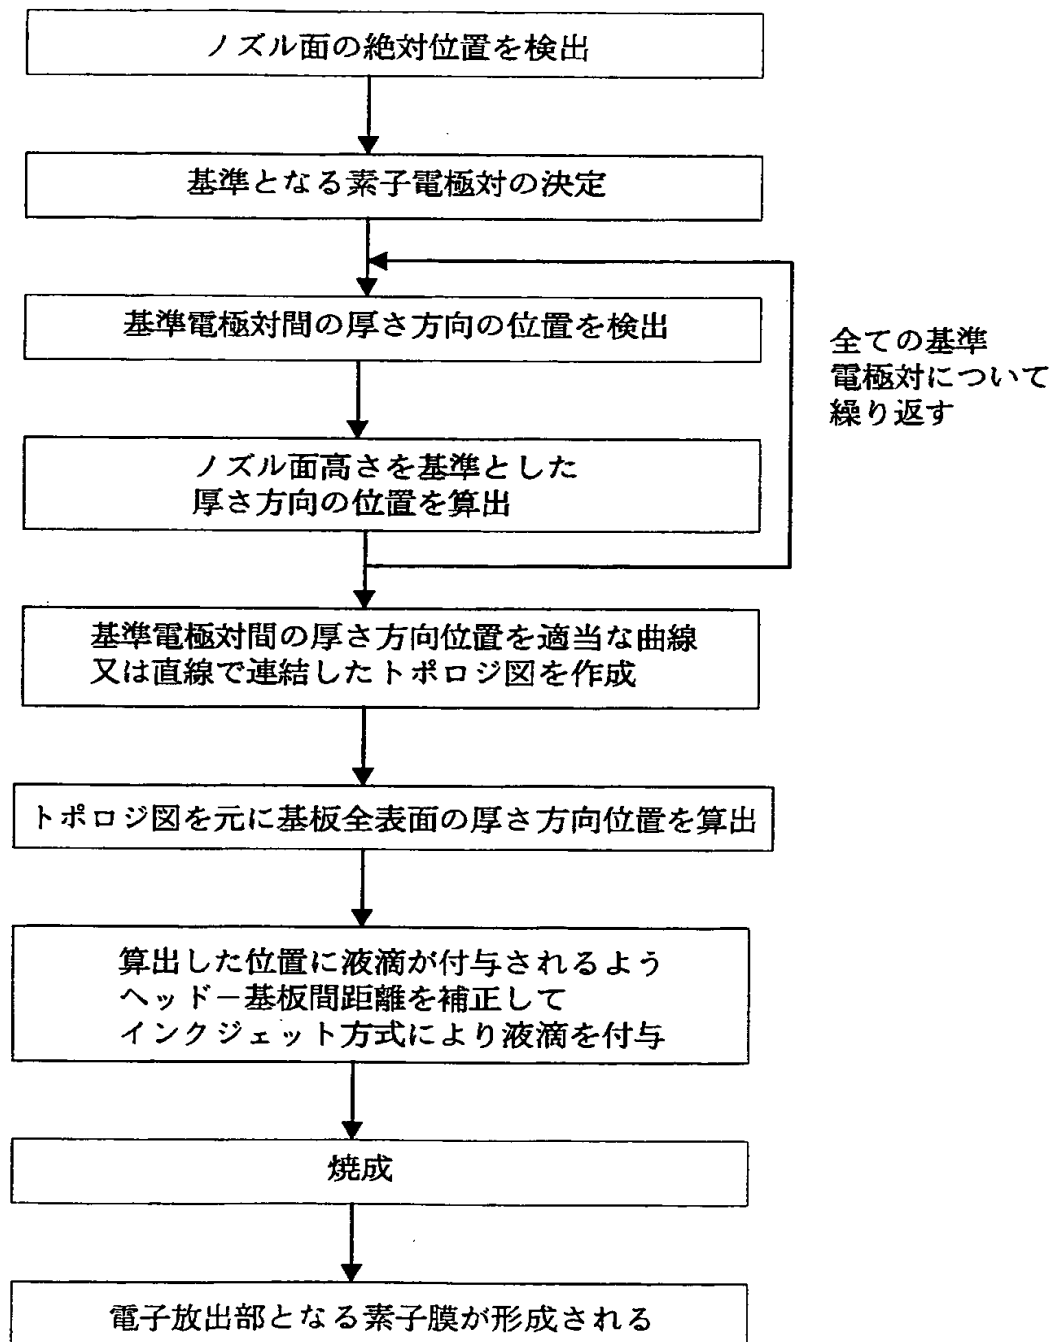 ノズル面の絶対位置を検出
基準となる素子電極対の決定
基準電極対間の厚さ方向の位置を検出
全ての基準
電極対について
繰り返す
ノズル面高さを基準とした
厚さ方向の位置を算出
基準電極対間の厚さ方向位置を適当な曲線
又は直線で連結したトポロジ図を作成
トポロジ図を元に基板全表面の厚さ方向位置を算出
算出した位置に液滴が付与されるよう
ヘッド－基板間距離を補正して
インクジェット方式により液滴を付与
焼成
電子放出部となる素子膜が形成される